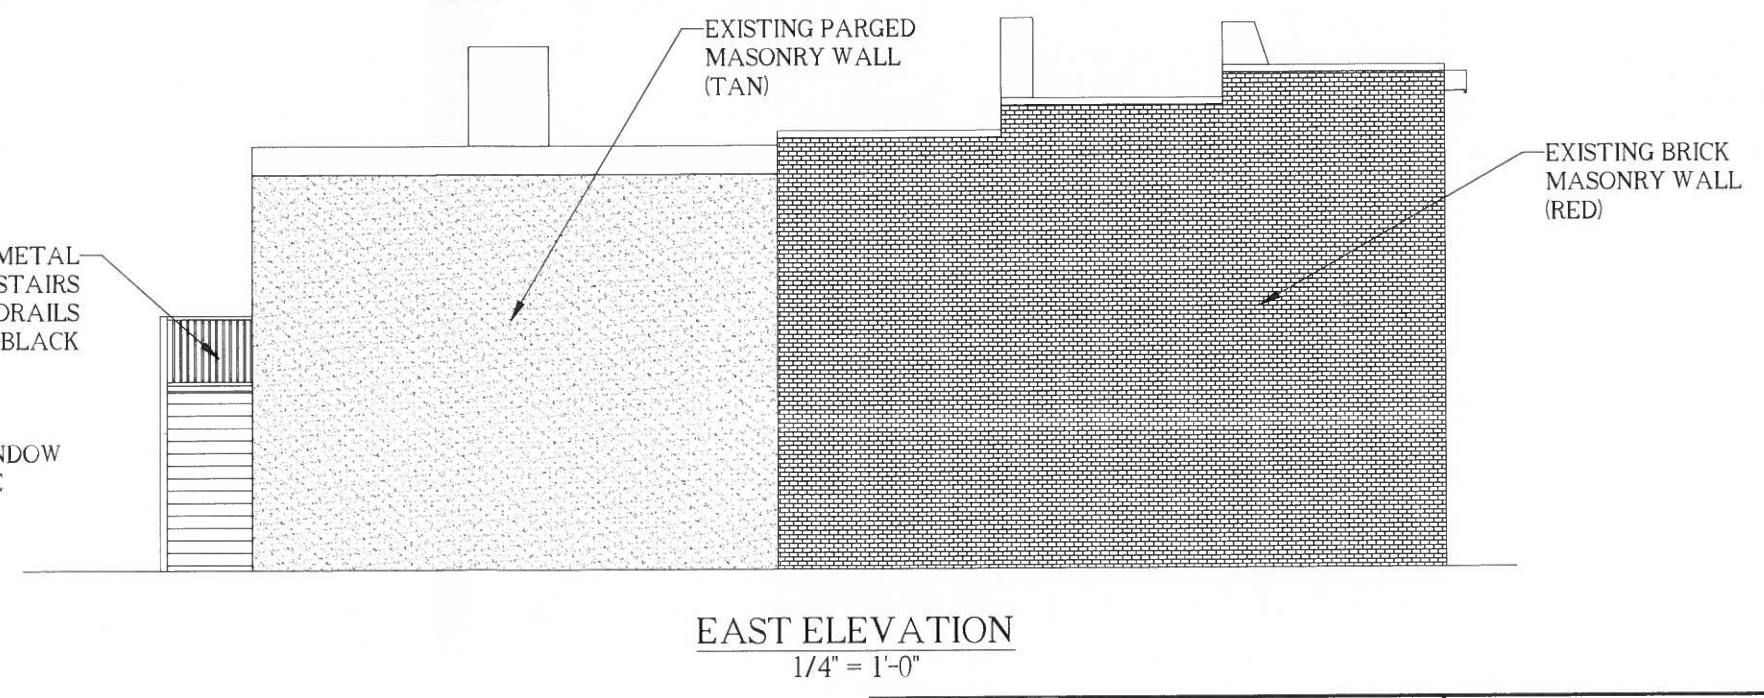 EXISTING PARGED
MASONRY WALL
(TAN)
EXISTING BRICK
MASONRY WALL
(RED)
METAL
STAIRS
DRAILS
BLACK
NDOW
EAST ELEVATION
1/4" = 1'-0"